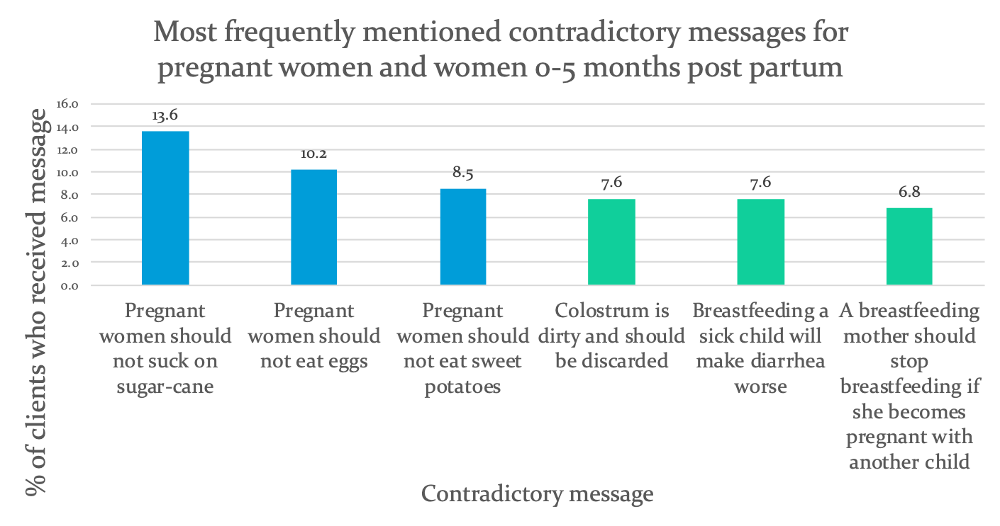 Most frequently mentioned contradictory messages for
pregnant women and women 0-5 months post partum
% of clients who received message
16.0
14.0
12.0
10.0
8.0
6.0
4.0
2.0
0.0
13.6
10.2
8.5
7.6
7.6
6.8
Pregnant
women should
not suck on
sugar-cane
Pregnant
women should
not eat eggs
Pregnant
women should
not eat sweet
potatoes
Colostrum is
dirty and should
be discarded
Breastfeeding a
sick child will
make diarrhea
worse
A breastfeeding
mother should
stop
breastfeeding if
she becomes
pregnant with
another child
Contradictory message